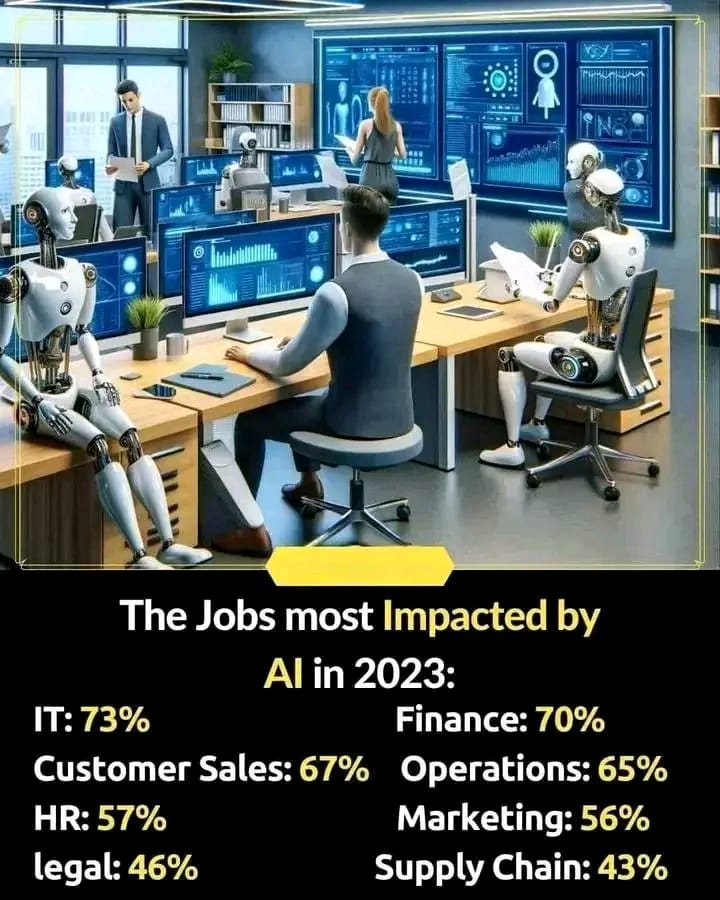 The Jobs most Impacted by
AI in 2023:
IT: 73% Finance: 70%
Customer Sales: 67% Operations: 65%
HR: 57% Marketing: 56%
legal: 46% Supply Chain: 43%